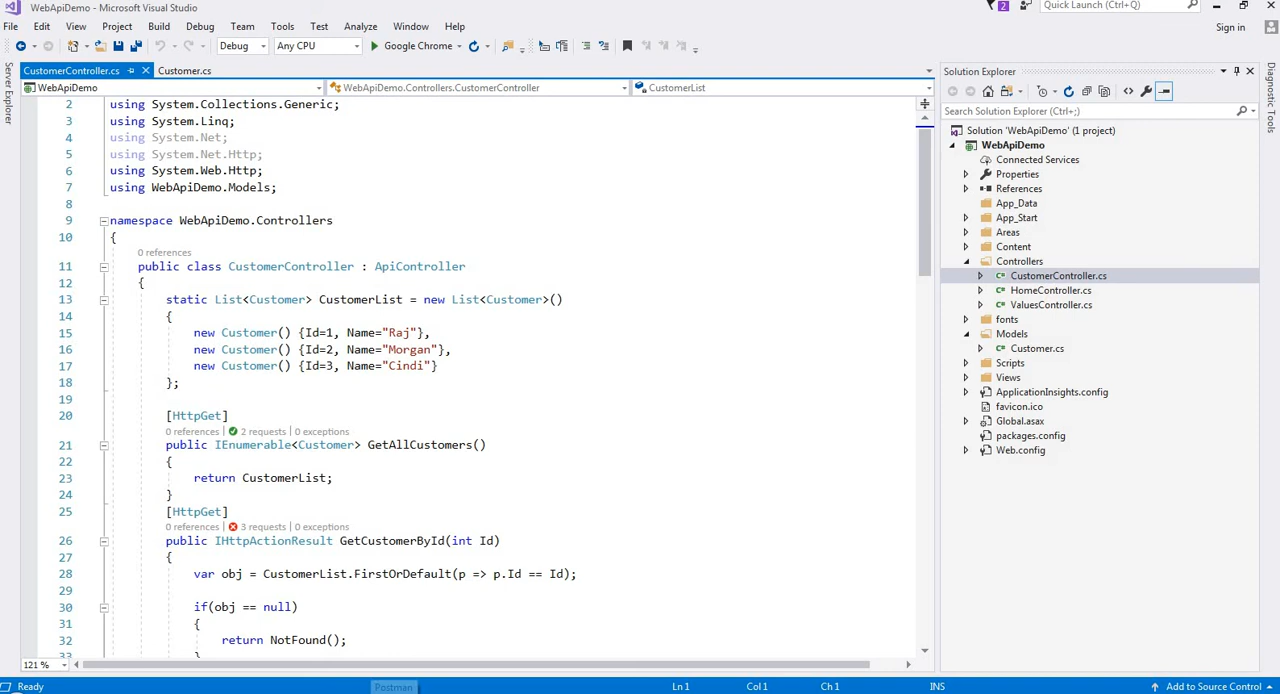 WebApiDemo - Microsoft Visual Studio
2
Quick Launch (Ctrl+Q)
File Edit View Project Build Debug Team Tools Test Analyze Window Help
Sign in
Debug Any CPU Google Chrome
Server Explorer
CustomerController.cs Customer.cs
WebApiDemo WebApiDemo.Controllers.CustomerController CustomerList
2 using System.Collections.Generic;
3 using System.Linq;
4 using System.Net;
5 using System.Net.Http;
6 using System.Web.Http;
7 using WebApiDemo.Models;
8
9 namespace WebApiDemo.Controllers
10 {
0 references
11 public class CustomerController : ApiController
12 {
13 static List<Customer> CustomerList = new List<Customer>()
14 {
15 new Customer() {Id=1, Name="Raj"},
16 new Customer() {Id=2, Name="Morgan"},
17 new Customer() {Id=3, Name="Cindi"}
18 };
19
20 [HttpGet]
0 references | 2 requests | 0 exceptions
21 public IEnumerable<Customer> GetAllCustomers()
22 {
23 return CustomerList;
24 }
25 [HttpGet]
0 references | 3 requests | 0 exceptions
26 public IHttpActionResult GetCustomerById(int Id)
27 {
28 var obj = CustomerList.FirstOrDefault(p => p.Id == Id);
29
30 if(obj == null)
31 {
32 return NotFound();
33 }
121 %
Solution Explorer
Search Solution Explorer (Ctrl+;)
Solution 'WebApiDemo' (1 project)
WebApiDemo
Connected Services
Properties
References
App_Data
App_Start
Areas
Content
Controllers
CustomerController.cs
HomeController.cs
ValuesController.cs
fonts
Models
Customer.cs
Scripts
Views
ApplicationInsights.config
favicon.ico
Global.asax
packages.config
Web.config
Diagnostic Tools
Ready Postman Ln 1 Col 1 Ch 1 INS Add to Source Control